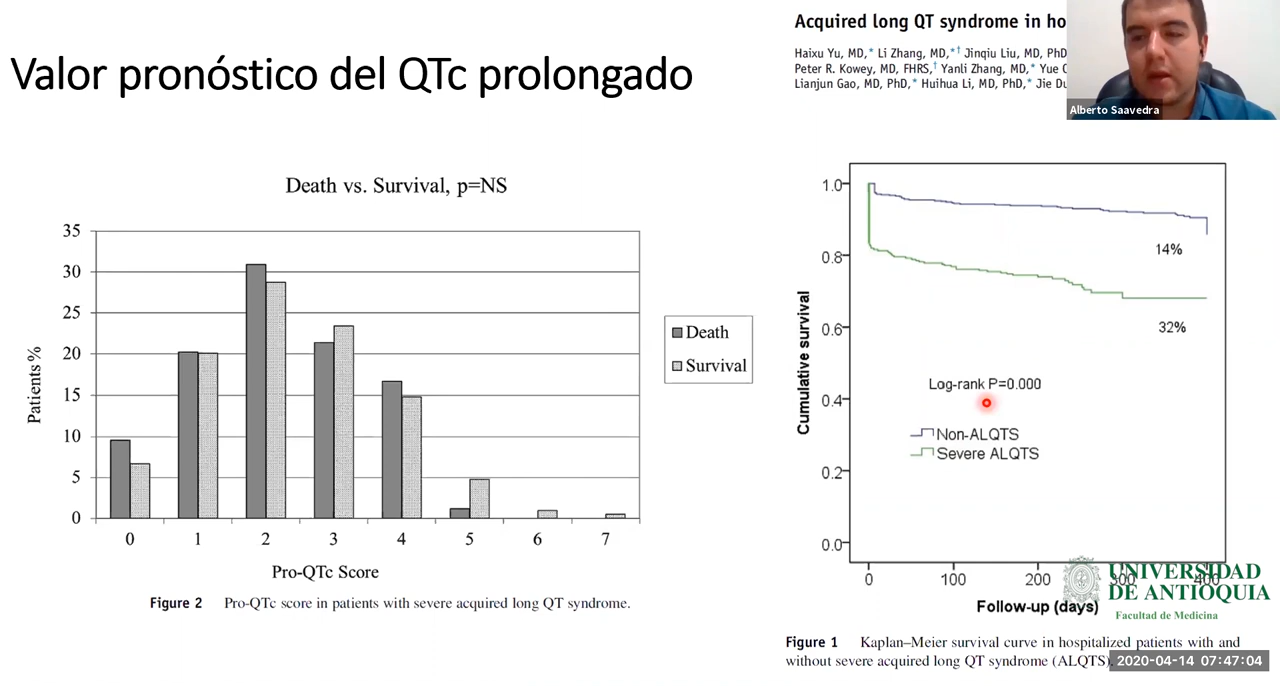 Valor pronóstico del QTc prolongado
Acquired long QT syndrome in ho
Haixu Yu, MD,* Li Zhang, MD,*† Jinqiu Liu, MD, PhD
Peter R. Kowey, MD, FHRS,† Yanli Zhang, MD,* Yue
Lianjun Gao, MD, PhD,* Huihua Li, MD, PhD,* Jie Du
Alberto Saavedra
Death vs. Survival, p=NS
Patients %
35
30
25
20
15
10
5
0
0 1 2 3 4 5 6 7
Pro-QTc Score
Death
Survival
Figure 2 Pro-QTc score in patients with severe acquired long QT syndrome.
Cumulative survival
1.0
0.8
0.6
0.4
0.2
0.0
14%
32%
Log-rank P=0.000
Non-ALQTS
Severe ALQTS
0 100 200 300 400
Follow-up (days)
UNIVERSIDAD
DE ANTIOQUIA
Facultad de Medicina
Figure 1 Kaplan–Meier survival curve in hospitalized patients with and
without severe acquired long QT syndrome (ALQTS).
2020-04-14 07:47:04